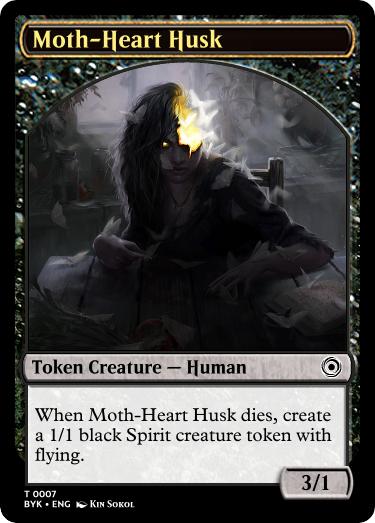 Moth-Heart Husk
Token Creature — Human
When Moth-Heart Husk dies, create
a 1/1 black Spirit creature token with
flying.
3/1
T 0007
BYK • ENG Kin Sokol